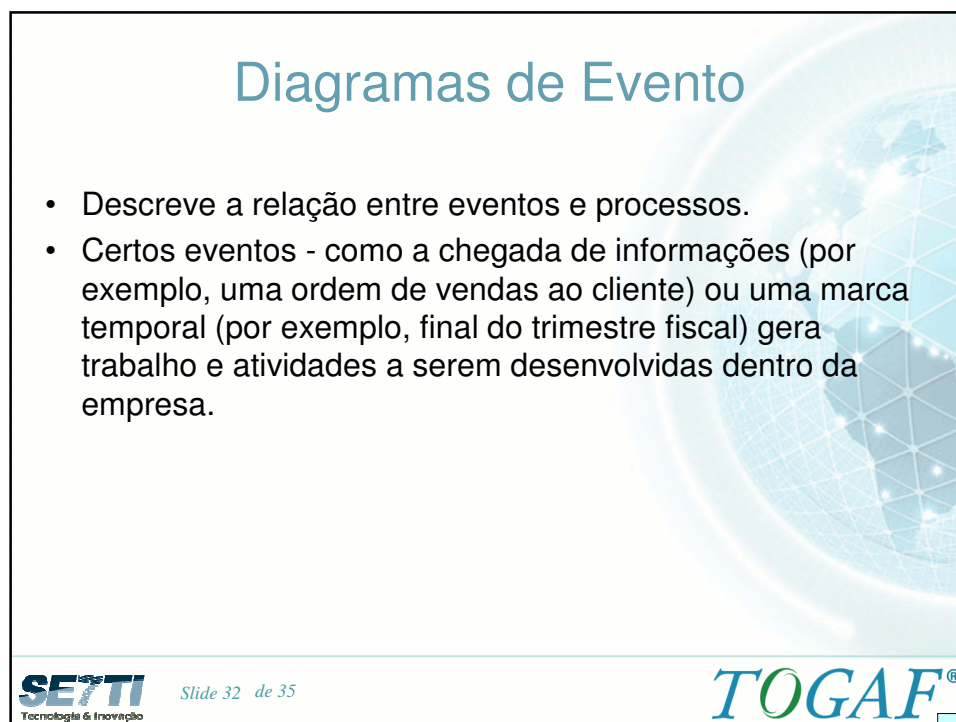 Diagramas de Evento
• Descreve a relação entre eventos e processos.
• Certos eventos - como a chegada de informações (por
exemplo, uma ordem de vendas ao cliente) ou uma marca
temporal (por exemplo, final do trimestre fiscal) gera
trabalho e atividades a serem desenvolvidas dentro da
empresa.
SETTI
Tecnologia & Inovação
Slide 32 de 35
TOGAF®